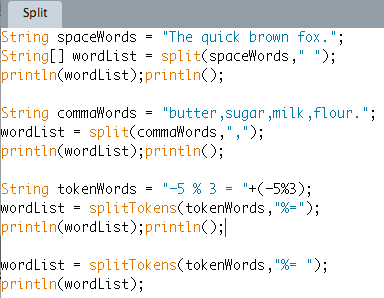 Split
String spaceWords = "The quick brown fox.";
String[] wordList = split(spaceWords," ");
println(wordList);println();
String commaWords = "butter,sugar,milk,flour.";
wordList = split(commaWords,",");
println(wordList);println();
String tokenWords = "-5 % 3 = "+(-5%3);
wordList = splitTokens(tokenWords,"%=");
println(wordList);println();
wordList = splitTokens(tokenWords,"%= ");
println(wordList);